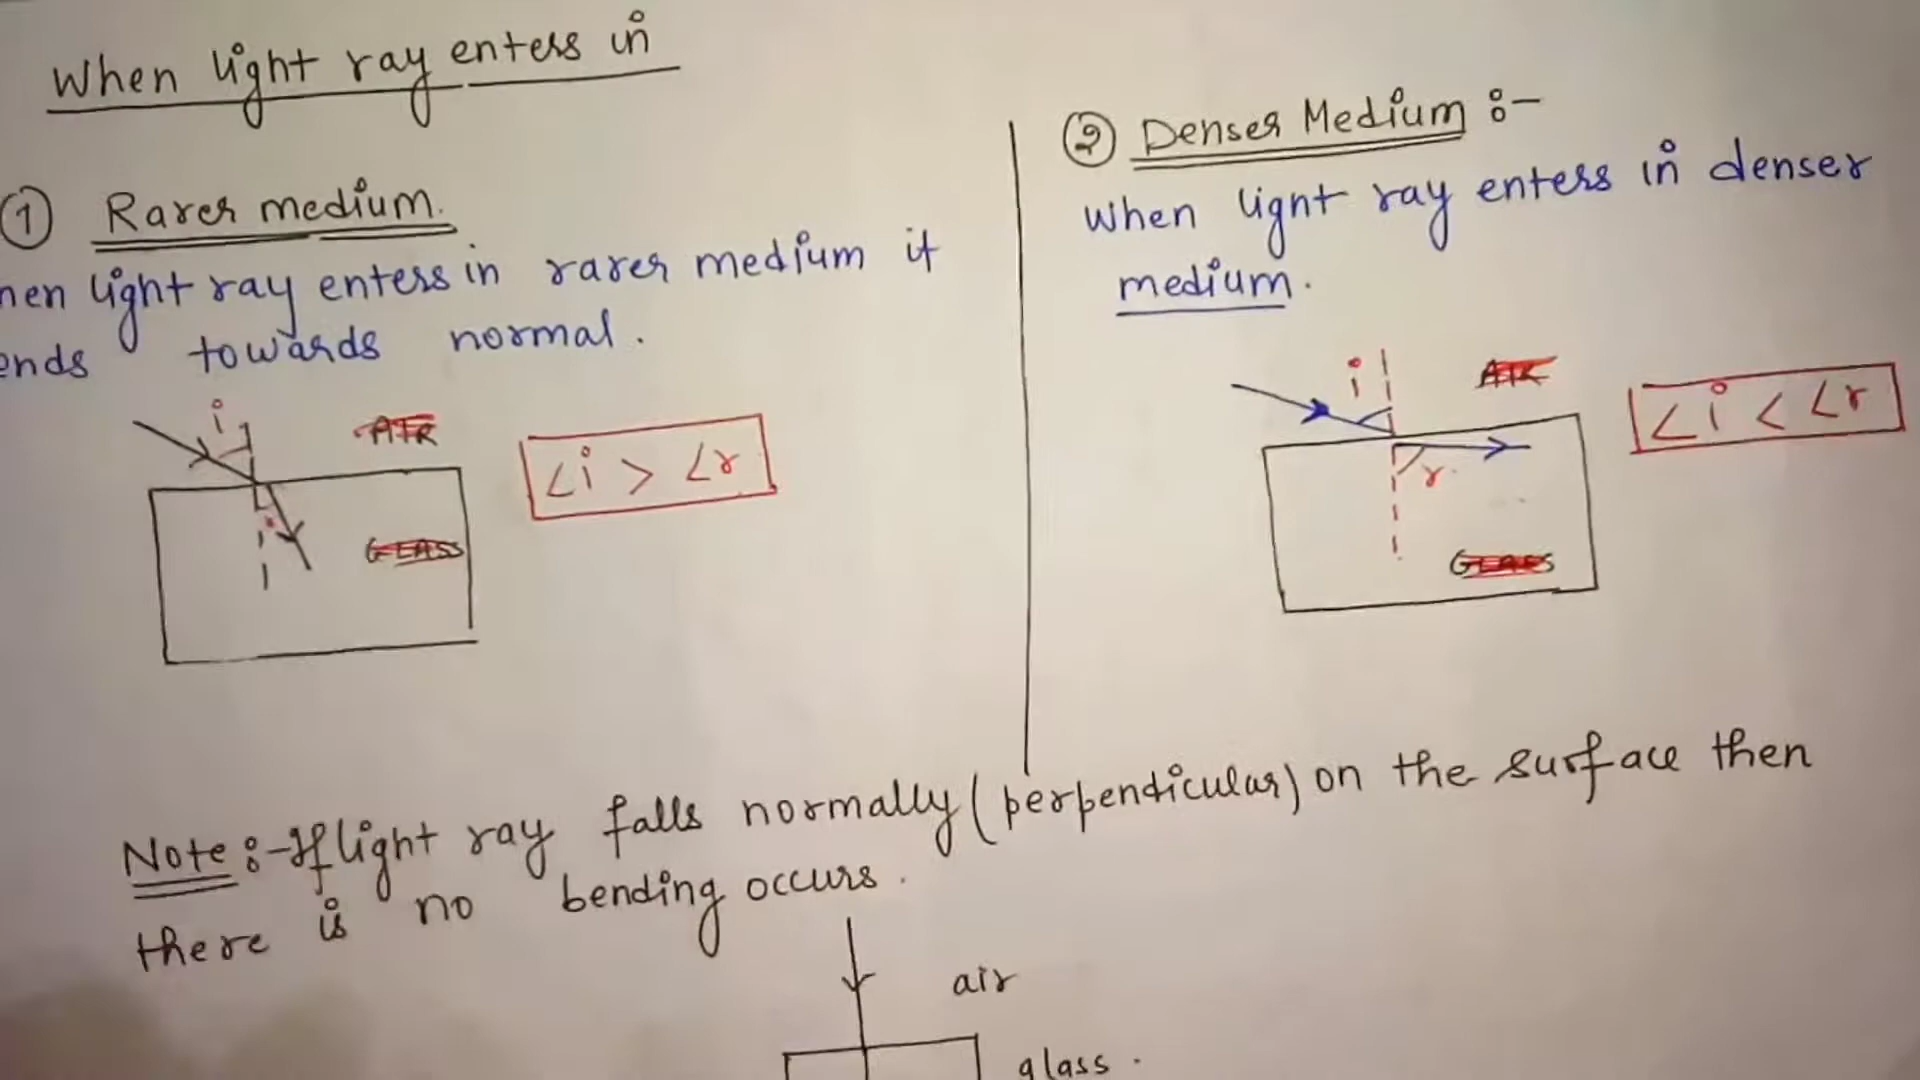 When light ray enters in
① Rarer medium.
hen light ray enters in rarer medium it
ends towards normal.
i
AIR
∠i > ∠r
GLASS
② Denser Medium :-
When light ray enters in denser
medium.
i
AIR
∠i < ∠r
r
GLASS
Note :- If light ray falls normally (perpendicular) on the surface then
there is no bending occurs.
air
glass.